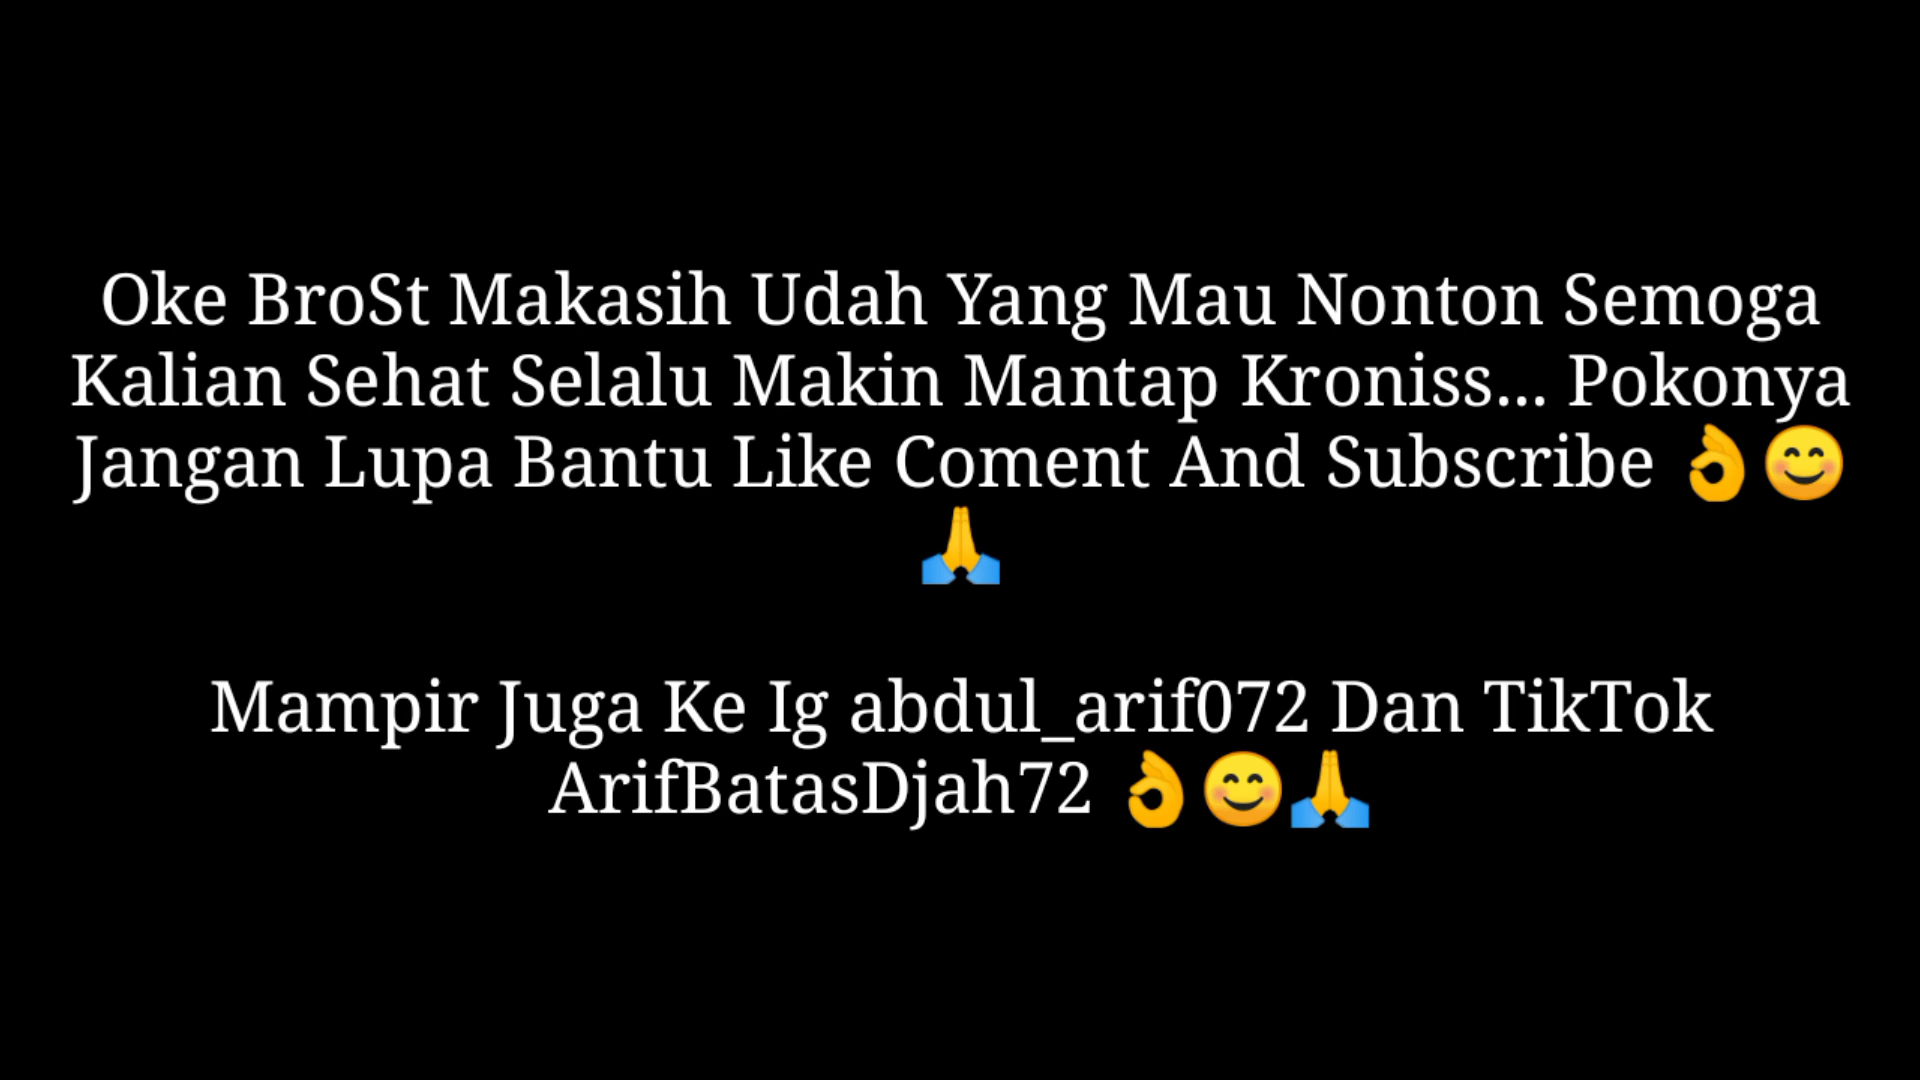 Oke BroSt Makasih Udah Yang Mau Nonton Semoga
Kalian Sehat Selalu Makin Mantap Kroniss... Pokonya
Jangan Lupa Bantu Like Coment And Subscribe 👌😊
🙏
Mampir Juga Ke Ig abdul_arif072 Dan TikTok
ArifBatasDjah72 👌😊🙏